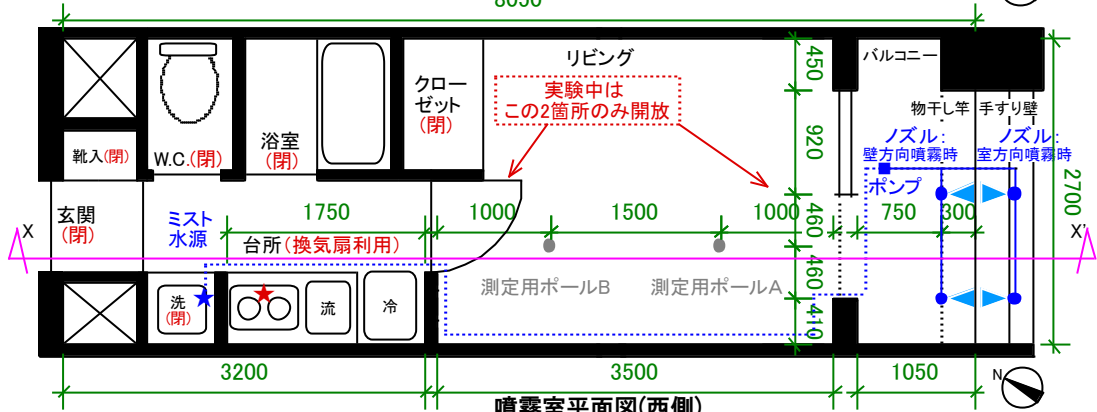 8050
リビング
バルコニー
クロー
ゼット
(閉)
実験中は
この2箇所のみ開放
450
920
460
460
410
物干し竿
手すり壁
ノズル:
壁方向噴霧時
ノズル:
室方向噴霧時
ポンプ
靴入(閉)
W.C.(閉)
浴室
(閉)
玄関
(閉)
ミスト
水源
1750
1000
1500
1000
750
300
2700
X
X'
台所(換気扇利用)
測定用ポールB
測定用ポールA
洗
(閉)
流
冷
3200
3500
1050
N
噴霧室平面図(西側)